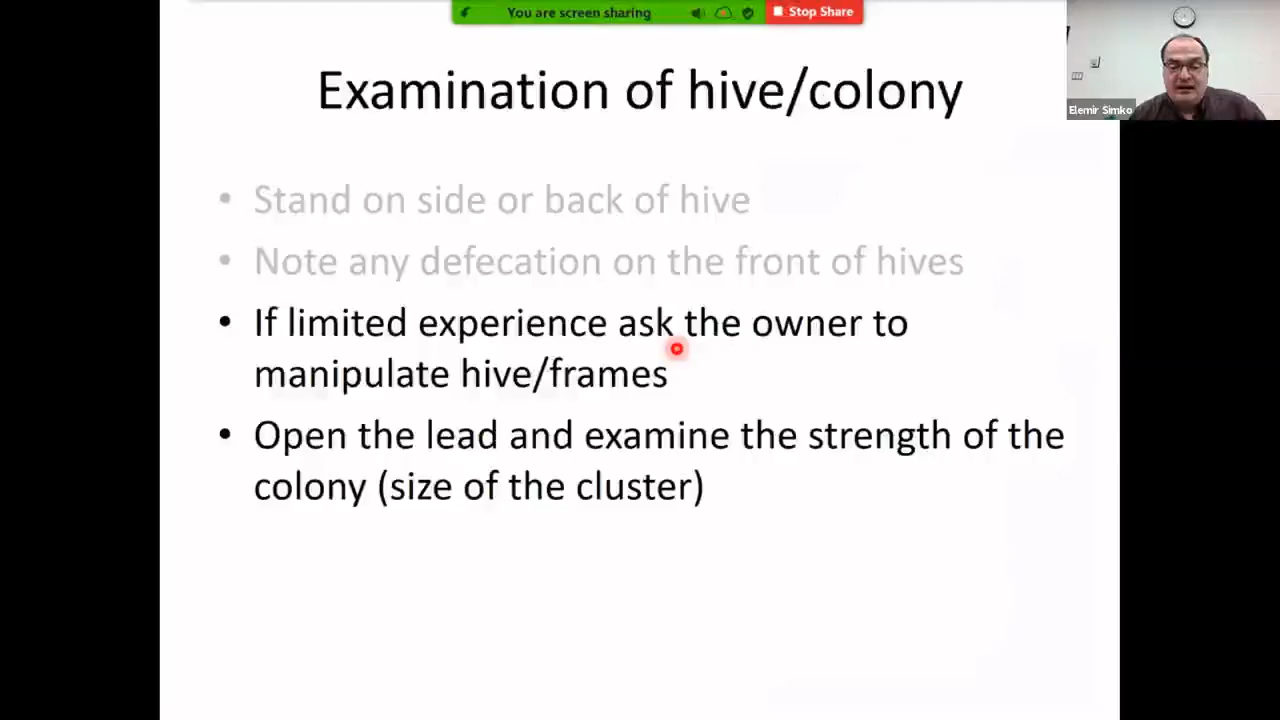 You are screen sharing
Stop Share
Elemir Simko
Examination of hive/colony
• Stand on side or back of hive
• Note any defecation on the front of hives
• If limited experience ask the owner to
manipulate hive/frames
• Open the lead and examine the strength of the
colony (size of the cluster)